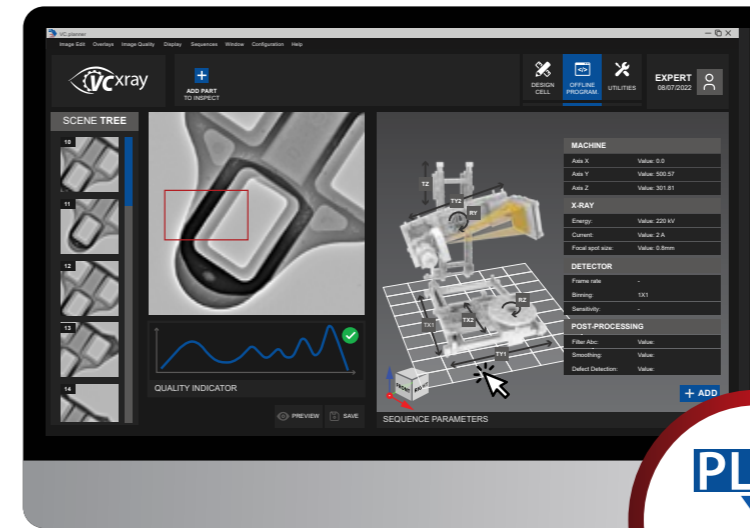 VC.planner
Image Edit Overlays Image Quality Display Sequences Window Configuration Help
VCxray
+
ADD PART
TO INSPECT
DESIGN
CELL
</>
OFFLINE
PROGRAM.
UTILITIES
EXPERT
08/07/2022
SCENE TREE
10
11
12
13
14
QUALITY INDICATOR
PREVIEW
SAVE
TZ
TY2
RY
RZ
TX1
TX2
TY1
FRONT
RIGHT
SEQUENCE PARAMETERS
MACHINE
Axis X Value: 0.0
Axis Y Value: 500.57
Axis Z Value: 301.81
X-RAY
Energy: Value: 220 kV
Current: Value: 2 A
Focal spot size: Value: 0.8mm
DETECTOR
Frame rate -
Binning: 1X1
Sensitivity: -
POST-PROCESSING
Filter Abc: Value:
Smoothing: Value:
Defect Detection: Value:
+ ADD
PL